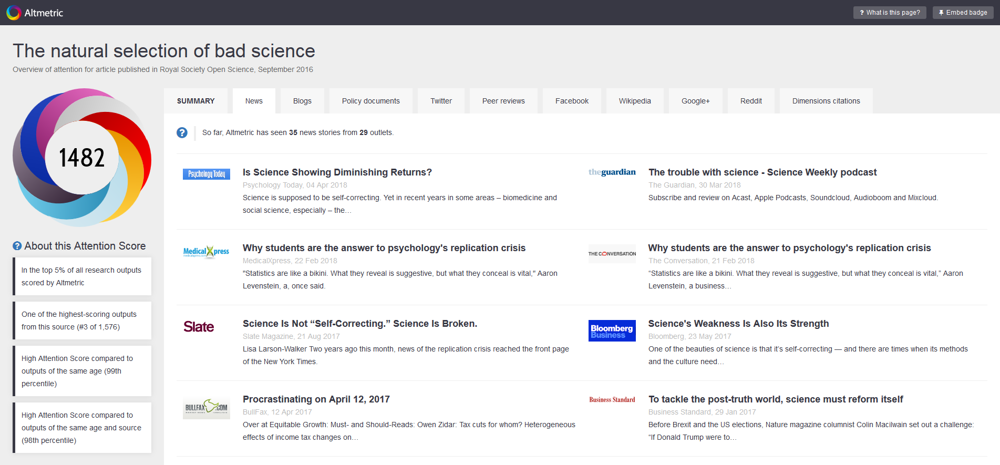 Altmetric
? What is this page?
Embed badge
The natural selection of bad science
Overview of attention for article published in Royal Society Open Science, September 2016
1482
SUMMARY
News
Blogs
Policy documents
Twitter
Peer reviews
Facebook
Wikipedia
Google+
Reddit
Dimensions citations
? So far, Altmetric has seen 35 news stories from 29 outlets.
Psychology Today
Is Science Showing Diminishing Returns?
Psychology Today, 04 Apr 2018
Science is supposed to be self-correcting. Yet in recent years in some areas – biomedicine and
social science, especially – the…
theguardian
The trouble with science - Science Weekly podcast
The Guardian, 30 Mar 2018
Subscribe and review on Acast, Apple Podcasts, Soundcloud, Audioboom and Mixcloud.
MedicalXpress
medicalxpress.com
Why students are the answer to psychology's replication crisis
MedicalXpress, 22 Feb 2018
"Statistics are like a bikini. What they reveal is suggestive, but what they conceal is vital," Aaron
Levenstein, a, once said.
THE CONVERSATION
Why students are the answer to psychology's replication crisis
The Conversation, 21 Feb 2018
“Statistics are like a bikini. What they reveal is suggestive, but what they conceal is vital,” Aaron
Levenstein, a business…
Slate
Science Is Not “Self-Correcting.” Science Is Broken.
Slate Magazine, 21 Aug 2017
Lisa Larson-Walker Two years ago this month, news of the replication crisis reached the front page
of the New York Times.
Bloomberg
Business
Science's Weakness Is Also Its Strength
Bloomberg, 23 May 2017
One of the beauties of science is that it’s self-correcting — and there are times when its methods
and the culture need…
BULLFAX.COM
MARKET NEWS & ANALYSIS
Procrastinating on April 12, 2017
BullFax, 12 Apr 2017
Over at Equitable Growth: Must- and Should-Reads: Owen Zidar: Tax cuts for whom? Heterogeneous
effects of income tax changes on…
Business Standard
To tackle the post-truth world, science must reform itself
Business Standard, 29 Jan 2017
Before Brexit and the US elections, Nature magazine columnist Colin Macilwain set out a challenge:
“If Donald Trump were to…
? About this Attention Score
In the top 5% of all research outputs
scored by Altmetric
One of the highest-scoring outputs
from this source (#3 of 1,576)
High Attention Score compared to
outputs of the same age (99th
percentile)
High Attention Score compared to
outputs of the same age and source
(98th percentile)